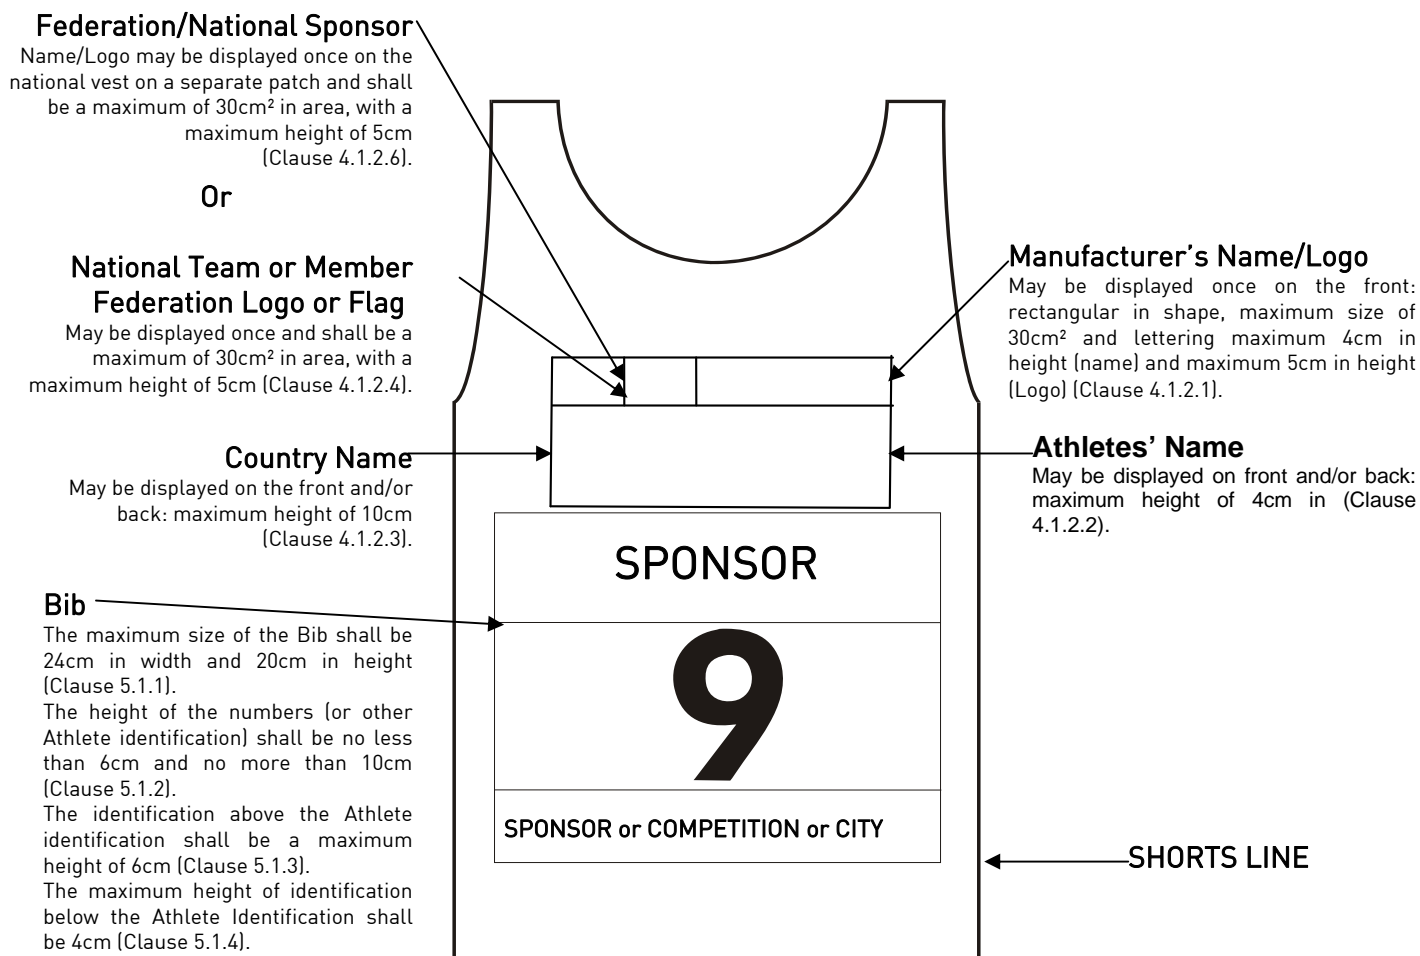 Federation/National Sponsor
Name/Logo may be displayed once on the
national vest on a separate patch and shall
be a maximum of 30cm² in area, with a
maximum height of 5cm
(Clause 4.1.2.6).
Or
National Team or Member
Federation Logo or Flag
May be displayed once and shall be a
maximum of 30cm² in area, with a
maximum height of 5cm (Clause 4.1.2.4).
Country Name
May be displayed on the front and/or
back: maximum height of 10cm
(Clause 4.1.2.3).
Bib
The maximum size of the Bib shall be
24cm in width and 20cm in height
(Clause 5.1.1).
The height of the numbers (or other
Athlete identification) shall be no less
than 6cm and no more than 10cm
(Clause 5.1.2).
The identification above the Athlete
identification shall be a maximum
height of 6cm (Clause 5.1.3).
The maximum height of identification
below the Athlete Identification shall
be 4cm (Clause 5.1.4).
SPONSOR
9
SPONSOR or COMPETITION or CITY
Manufacturer's Name/Logo
May be displayed once on the front:
rectangular in shape, maximum size of
30cm² and lettering maximum 4cm in
height (name) and maximum 5cm in height
(Logo) (Clause 4.1.2.1).
Athletes' Name
May be displayed on front and/or back:
maximum height of 4cm in (Clause
4.1.2.2).
SHORTS LINE